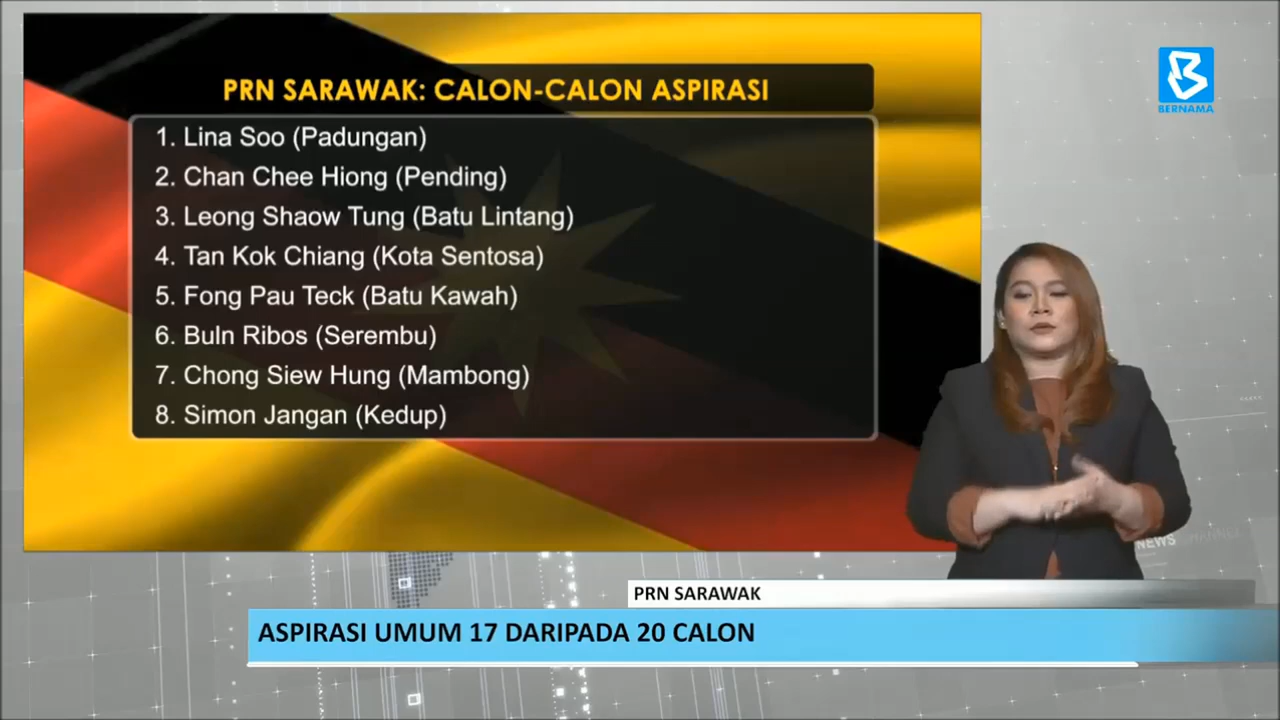 PRN SARAWAK: CALON-CALON ASPIRASI
1. Lina Soo (Padungan)
2. Chan Chee Hiong (Pending)
3. Leong Shaow Tung (Batu Lintang)
4. Tan Kok Chiang (Kota Sentosa)
5. Fong Pau Teck (Batu Kawah)
6. Buln Ribos (Serembu)
7. Chong Siew Hung (Mambong)
8. Simon Jangan (Kedup)
BERNAMA
NEWS CHANNEL
PRN SARAWAK
ASPIRASI UMUM 17 DARIPADA 20 CALON